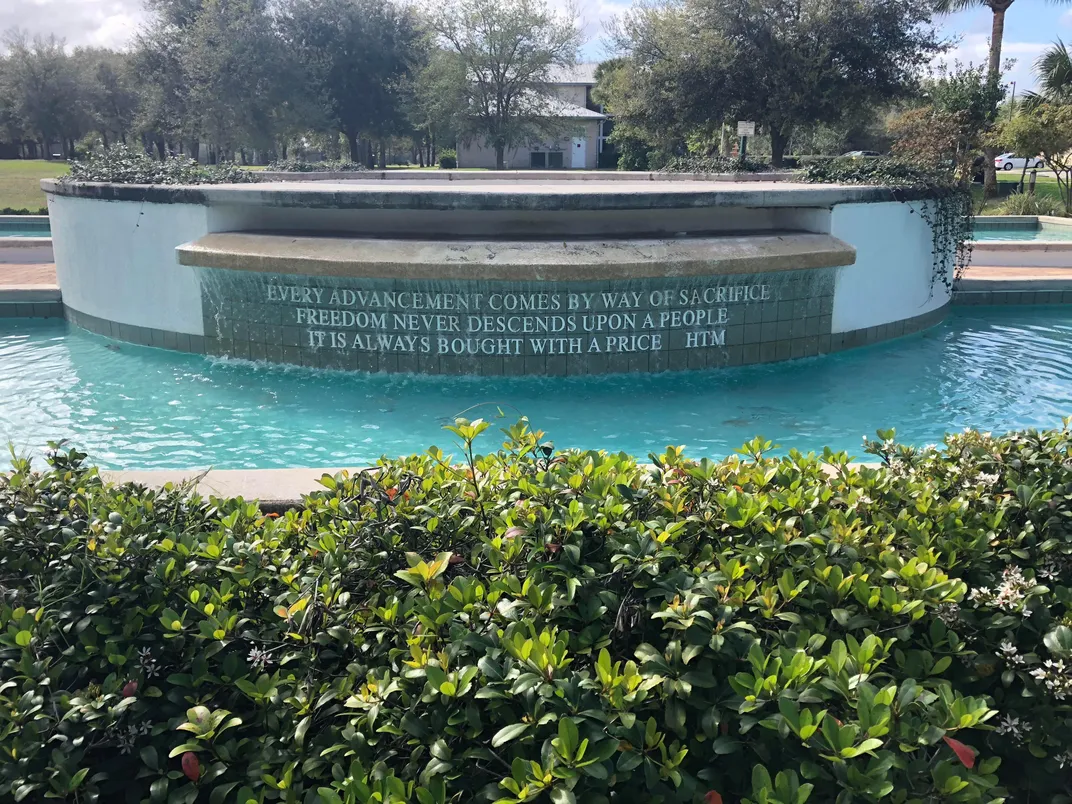 EVERY ADVANCEMENT COMES BY WAY OF SACRIFICE
FREEDOM NEVER DESCENDS UPON A PEOPLE
IT IS ALWAYS BOUGHT WITH A PRICE HTM